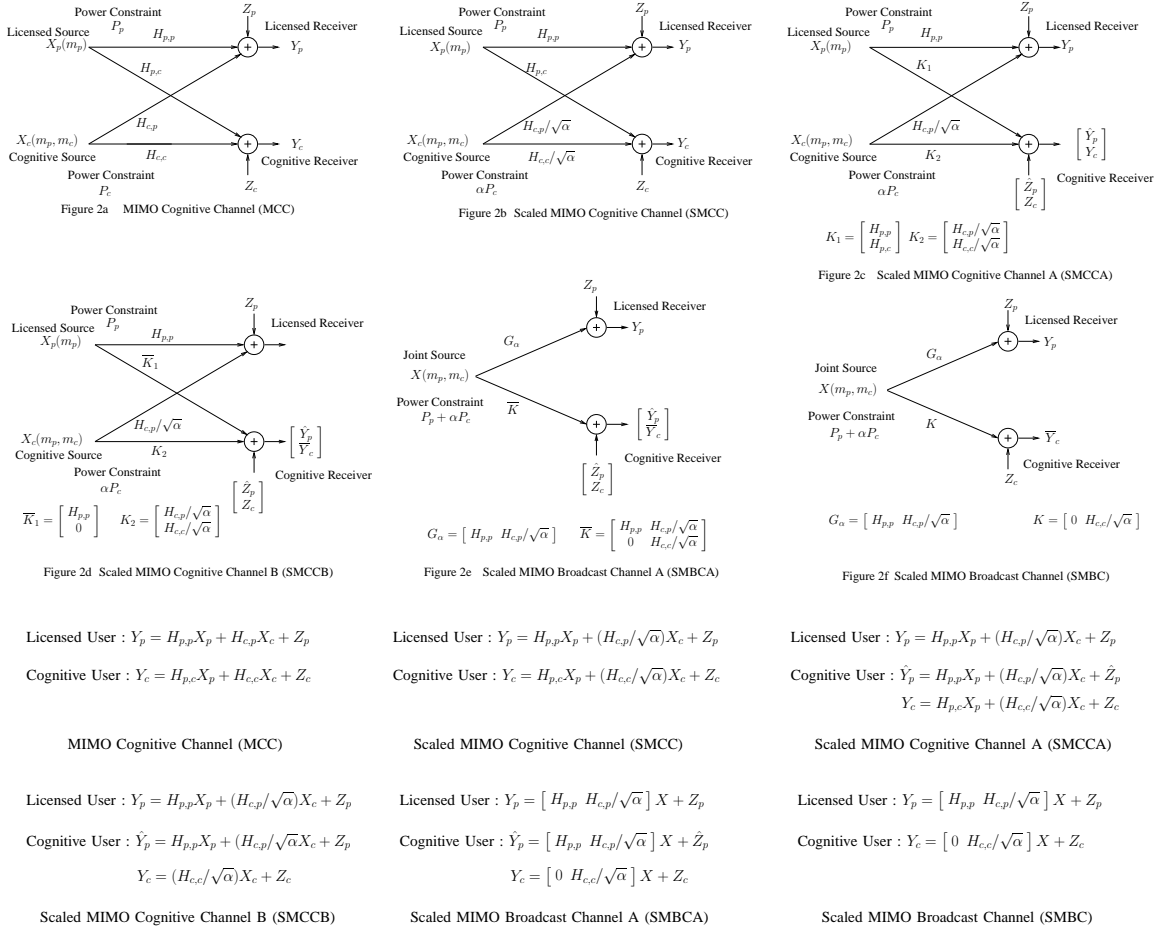 Power Constraint
P_p
Licensed Source
X_p(m_p)
H_{p,p}
Z_p
Licensed Receiver
+
Y_p
H_{p,c}
H_{c,p}
X_c(m_p, m_c)
Cognitive Source
H_{c,c}
+
Y_c
Cognitive Receiver
Power Constraint
P_c
Z_c
Figure 2a MIMO Cognitive Channel (MCC)
Power Constraint
P_p
Licensed Source
X_p(m_p)
H_{p,p}
Z_p
Licensed Receiver
+
Y_p
H_{p,c}
H_{c,p}/√α
X_c(m_p, m_c)
Cognitive Source
H_{c,c}/√α
+
Y_c
Cognitive Receiver
Power Constraint
αP_c
Z_c
Figure 2b Scaled MIMO Cognitive Channel (SMCC)
Power Constraint
P_p
Licensed Source
X_p(m_p)
H_{p,p}
Z_p
Licensed Receiver
+
Y_p
K_1
H_{c,p}/√α
X_c(m_p, m_c)
Cognitive Source
K_2
+
[ Ŷ_p Y_c ]
Cognitive Receiver
Power Constraint
αP_c
[ Ẑ_p Z_c ]
K_1 = [ H_{p,p} H_{p,c} ] K_2 = [ H_{c,p}/√α H_{c,c}/√α ]
Figure 2c Scaled MIMO Cognitive Channel A (SMCCA)
Power Constraint
P_p
Licensed Source
X_p(m_p)
H_{p,p}
Z_p
Licensed Receiver
+
K̅_1
H_{c,p}/√α
X_c(m_p, m_c)
Cognitive Source
K_2
+
[ Ŷ_p Y̅_c ]
Cognitive Receiver
Power Constraint
αP_c
[ Ẑ_p Z_c ]
K̅_1 = [ H_{p,p} 0 ] K_2 = [ H_{c,p}/√α H_{c,c}/√α ]
Figure 2d Scaled MIMO Cognitive Channel B (SMCCB)
Z_p
Licensed Receiver
+
Y_p
G_α
Joint Source
X(m_p, m_c)
K̅
Power Constraint
P_p + αP_c
+
[ Ŷ_p Y̅_c ]
Cognitive Receiver
[ Ẑ_p Z_c ]
G_α = [ H_{p,p} H_{c,p}/√α ] K̅ = [ H_{p,p} H_{c,p}/√α 0 H_{c,c}/√α ]
Figure 2e Scaled MIMO Broadcast Channel A (SMBCA)
Z_p
Licensed Receiver
+
Y_p
G_α
Joint Source
X(m_p, m_c)
K
Power Constraint
P_p + αP_c
+
Y̅_c
Cognitive Receiver
Z_c
G_α = [ H_{p,p} H_{c,p}/√α ] K = [ 0 H_{c,c}/√α ]
Figure 2f Scaled MIMO Broadcast Channel (SMBC)
Licensed User : Y_p = H_{p,p}X_p + H_{c,p}X_c + Z_p
Cognitive User : Y_c = H_{p,c}X_p + H_{c,c}X_c + Z_c
MIMO Cognitive Channel (MCC)
Licensed User : Y_p = H_{p,p}X_p + (H_{c,p}/√α)X_c + Z_p
Cognitive User : Y_c = H_{p,c}X_p + (H_{c,c}/√α)X_c + Z_c
Scaled MIMO Cognitive Channel (SMCC)
Licensed User : Y_p = H_{p,p}X_p + (H_{c,p}/√α)X_c + Z_p
Cognitive User : Ŷ_p = H_{p,p}X_p + (H_{c,p}/√α)X_c + Ẑ_p
Y_c = H_{p,c}X_p + (H_{c,c}/√α)X_c + Z_c
Scaled MIMO Cognitive Channel A (SMCCA)
Licensed User : Y_p = H_{p,p}X_p + (H_{c,p}/√α)X_c + Z_p
Cognitive User : Ŷ_p = H_{p,p}X_p + (H_{c,p}/√αX_c + Z_p
Y_c = (H_{c,c}/√α)X_c + Z_c
Scaled MIMO Cognitive Channel B (SMCCB)
Licensed User : Y_p = [ H_{p,p} H_{c,p}/√α ] X + Z_p
Cognitive User : Ŷ_p = [ H_{p,p} H_{c,p}/√α ] X + Ẑ_p
Y_c = [ 0 H_{c,c}/√α ] X + Z_c
Scaled MIMO Broadcast Channel A (SMBCA)
Licensed User : Y_p = [ H_{p,p} H_{c,p}/√α ] X + Z_p
Cognitive User : Y_c = [ 0 H_{c,c}/√α ] X + Z_c
Scaled MIMO Broadcast Channel (SMBC)